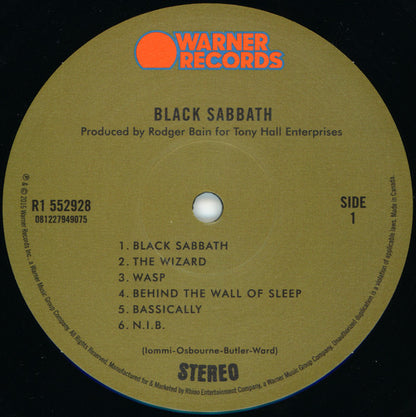 WARNER
RECORDS
BLACK SABBATH
Produced by Rodger Bain for Tony Hall Enterprises
R1 552928
081227949075
SIDE
1
1. BLACK SABBATH
2. THE WIZARD
3. WASP
4. BEHIND THE WALL OF SLEEP
5. BASSICALLY
6. N.I.B.
(Iommi-Osbourne-Butler-Ward)
STEREO
℗ & © 2016 Warner Records Inc., a Warner Music Group Company. All Rights Reserved. Manufactured for & Marketed by Rhino Entertainment Company, a Warner Music Group Company. Unauthorized duplication is a violation of applicable laws. Made in Canada.